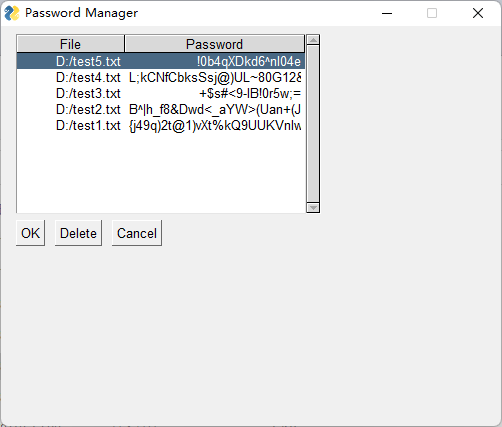 Password Manager
File Password
D:/test5.txt !0b4qXDkd6^nl04e
D:/test4.txt L;kCNfCbksSsj@)UL~80G12&
D:/test3.txt +$s#<9-lB!0r5w;=
D:/test2.txt B^|h_f8&Dwd<_aYW>(Uan+(J
D:/test1.txt {j49q)2t@1)vXt%kQ9UUKVnlw
OK Delete Cancel